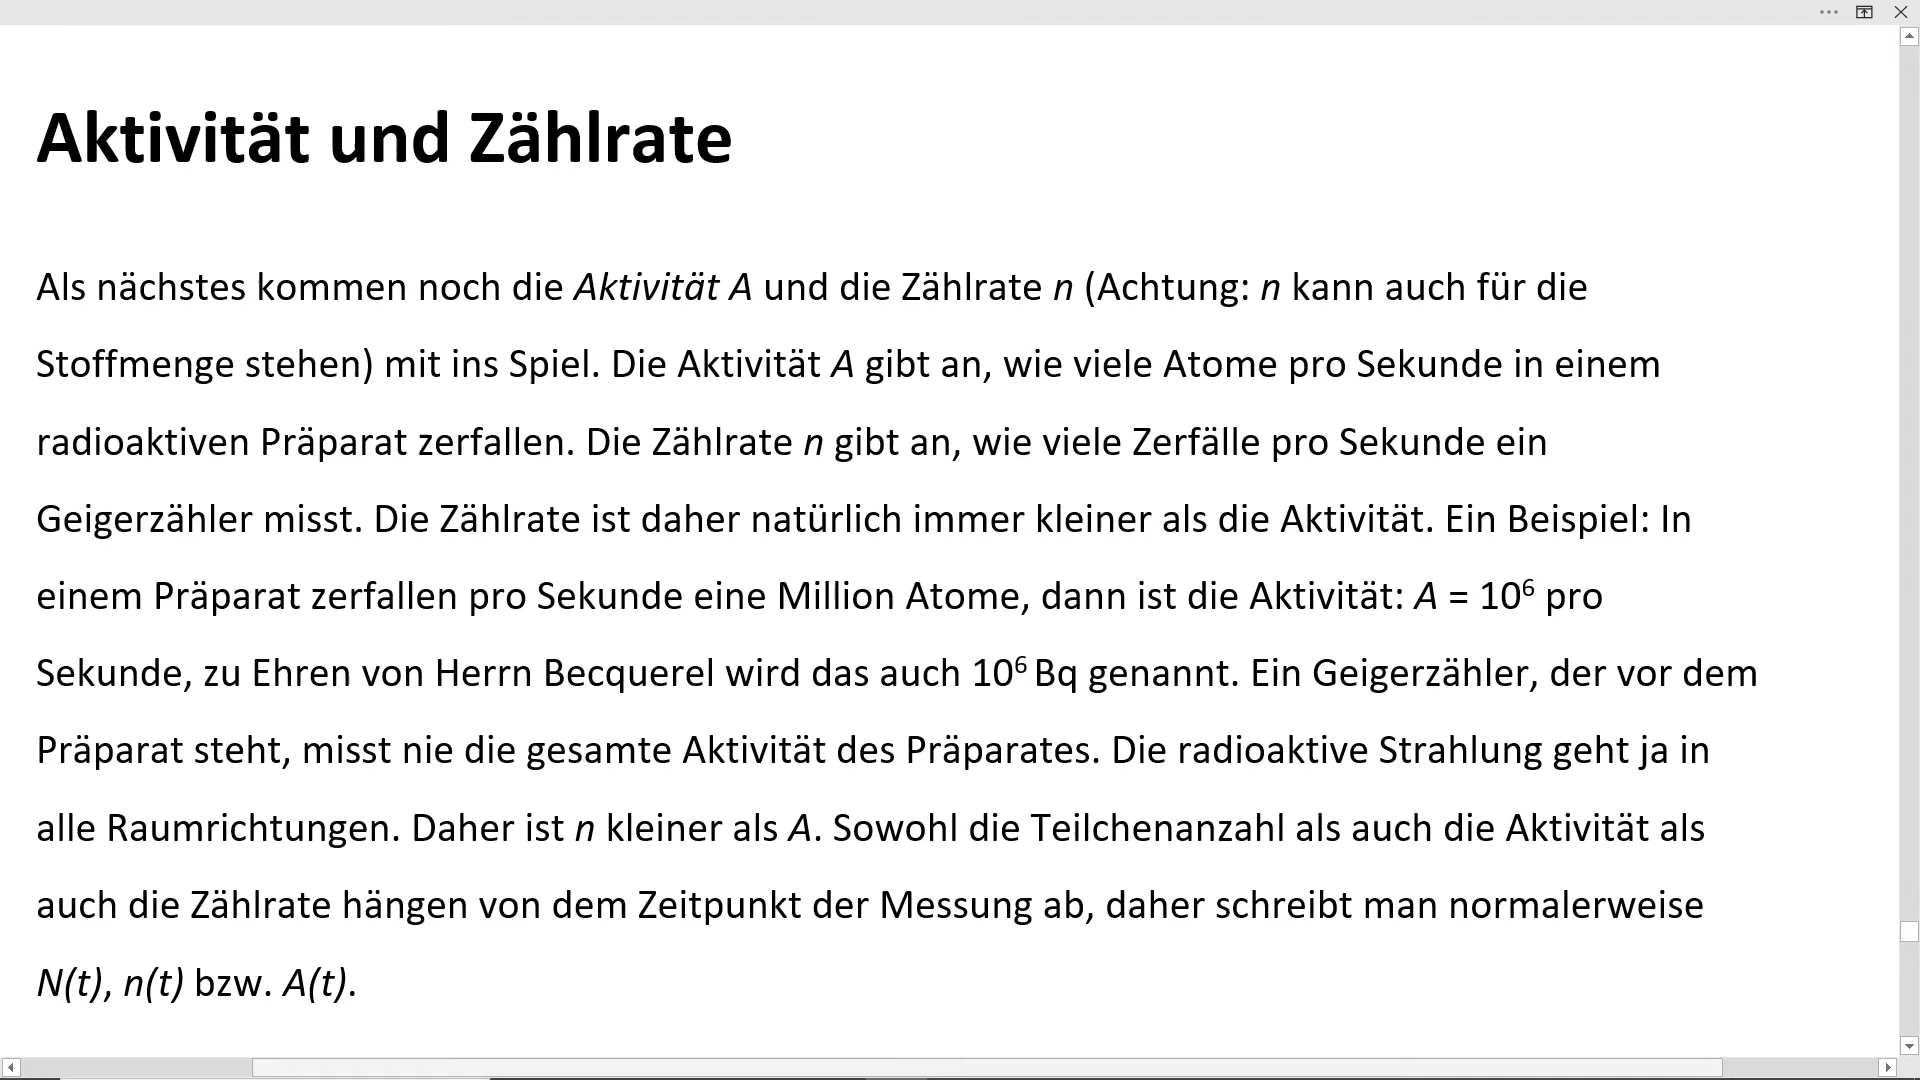 Aktivität und Zählrate
Als nächstes kommen noch die Aktivität A und die Zählrate n (Achtung: n kann auch für die
Stoffmenge stehen) mit ins Spiel. Die Aktivität A gibt an, wie viele Atome pro Sekunde in einem
radioaktiven Präparat zerfallen. Die Zählrate n gibt an, wie viele Zerfälle pro Sekunde ein
Geigerzähler misst. Die Zählrate ist daher natürlich immer kleiner als die Aktivität. Ein Beispiel: In
einem Präparat zerfallen pro Sekunde eine Million Atome, dann ist die Aktivität: A = 10⁶ pro
Sekunde, zu Ehren von Herrn Becquerel wird das auch 10⁶ Bq genannt. Ein Geigerzähler, der vor dem
Präparat steht, misst nie die gesamte Aktivität des Präparates. Die radioaktive Strahlung geht ja in
alle Raumrichtungen. Daher ist n kleiner als A. Sowohl die Teilchenanzahl als auch die Aktivität als
auch die Zählrate hängen von dem Zeitpunkt der Messung ab, daher schreibt man normalerweise
N(t), n(t) bzw. A(t).